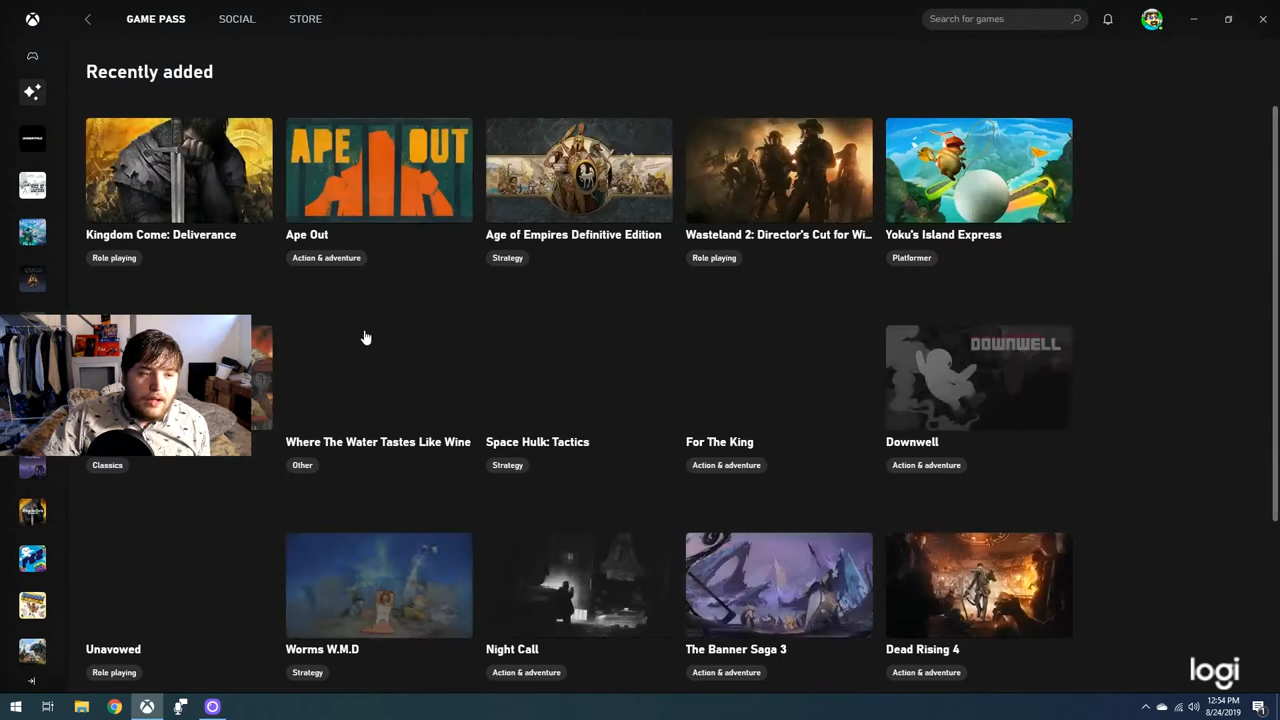 GAME PASS
SOCIAL
STORE
Search for games
Recently added
APE OUT
Kingdom Come: Deliverance
Ape Out
Age of Empires Definitive Edition
Wasteland 2: Director's Cut for Wi...
Yoku's Island Express
Role playing
Action & adventure
Strategy
Role playing
Platformer
UNDERTALE
DOWNWELL
Where The Water Tastes Like Wine
Space Hulk: Tactics
For The King
Downwell
Classics
Other
Strategy
Action & adventure
Action & adventure
Unavowed
Worms W.M.D
Night Call
The Banner Saga 3
Dead Rising 4
Role playing
Strategy
Action & adventure
Action & adventure
Action & adventure
logi
12:54 PM
8/24/2019